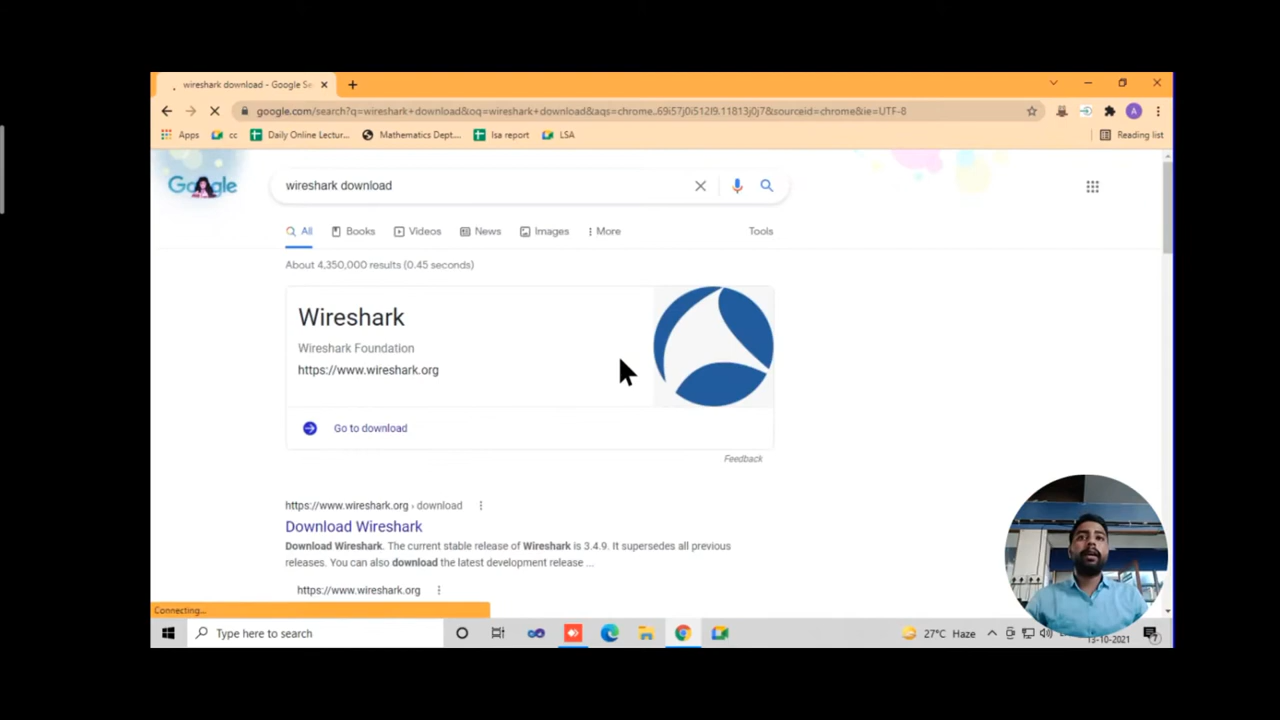 wireshark download - Google Se
google.com/search?q=wireshark+download&oq=wireshark+download&aqs=chrome..69i57j0i512l9.11813j0j7&sourceid=chrome&ie=UTF-8
A
Apps
cc
Daily Online Lectur...
Mathematics Dept...
lsa report
LSA
Reading list
Google
wireshark download
All
Books
Videos
News
Images
More
Tools
About 4,350,000 results (0.45 seconds)
Wireshark
Wireshark Foundation
https://www.wireshark.org
Go to download
Feedback
https://www.wireshark.org › download
Download Wireshark
Download Wireshark. The current stable release of Wireshark is 3.4.9. It supersedes all previous
releases. You can also download the latest development release ...
https://www.wireshark.org
Connecting...
Type here to search
27°C Haze
13-10-2021